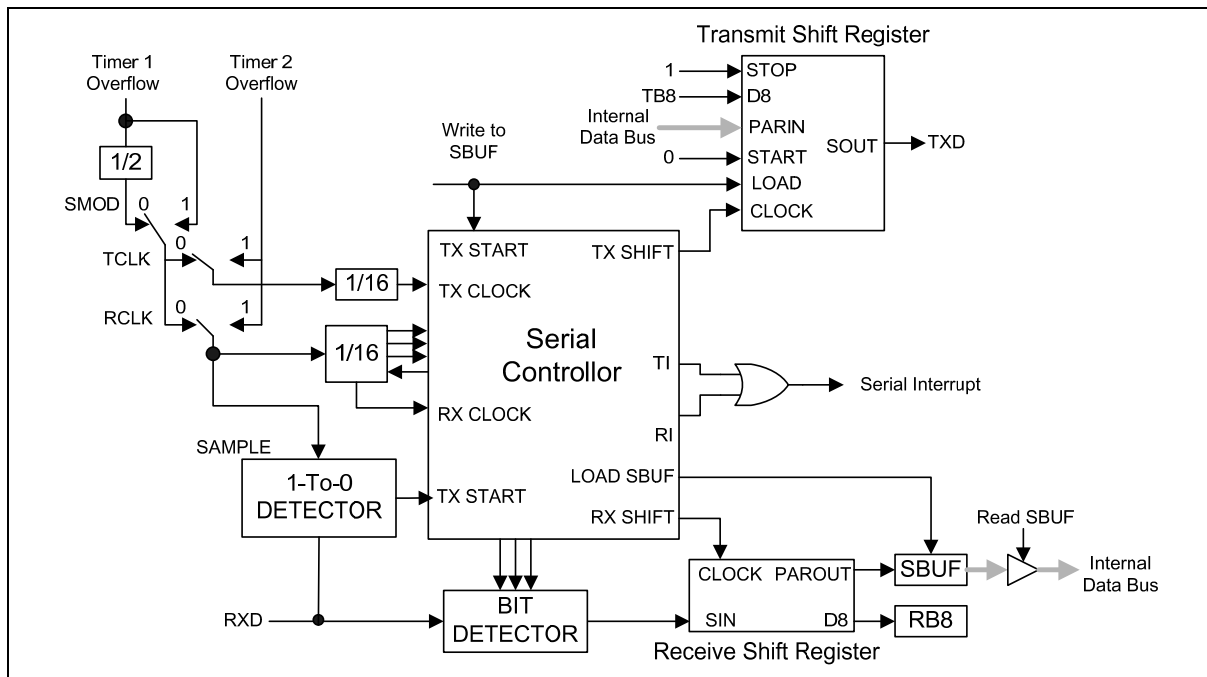 Transmit Shift Register
Timer 1
Overflow
Timer 2
Overflow
1
STOP
TB8
D8
Internal
Data Bus
PARIN
SOUT
TXD
0
START
LOAD
CLOCK
Write to
SBUF
1/2
SMOD
0
1
TCLK
0
1
RCLK
0
1
1/16
1/16
TX START
TX SHIFT
TX CLOCK
Serial
Controllor
TI
RX CLOCK
RI
Serial Interrupt
SAMPLE
1-To-0
DETECTOR
TX START
LOAD SBUF
RX SHIFT
Read SBUF
CLOCK
PAROUT
SBUF
Internal
Data Bus
RXD
BIT
DETECTOR
SIN
D8
RB8
Receive Shift Register